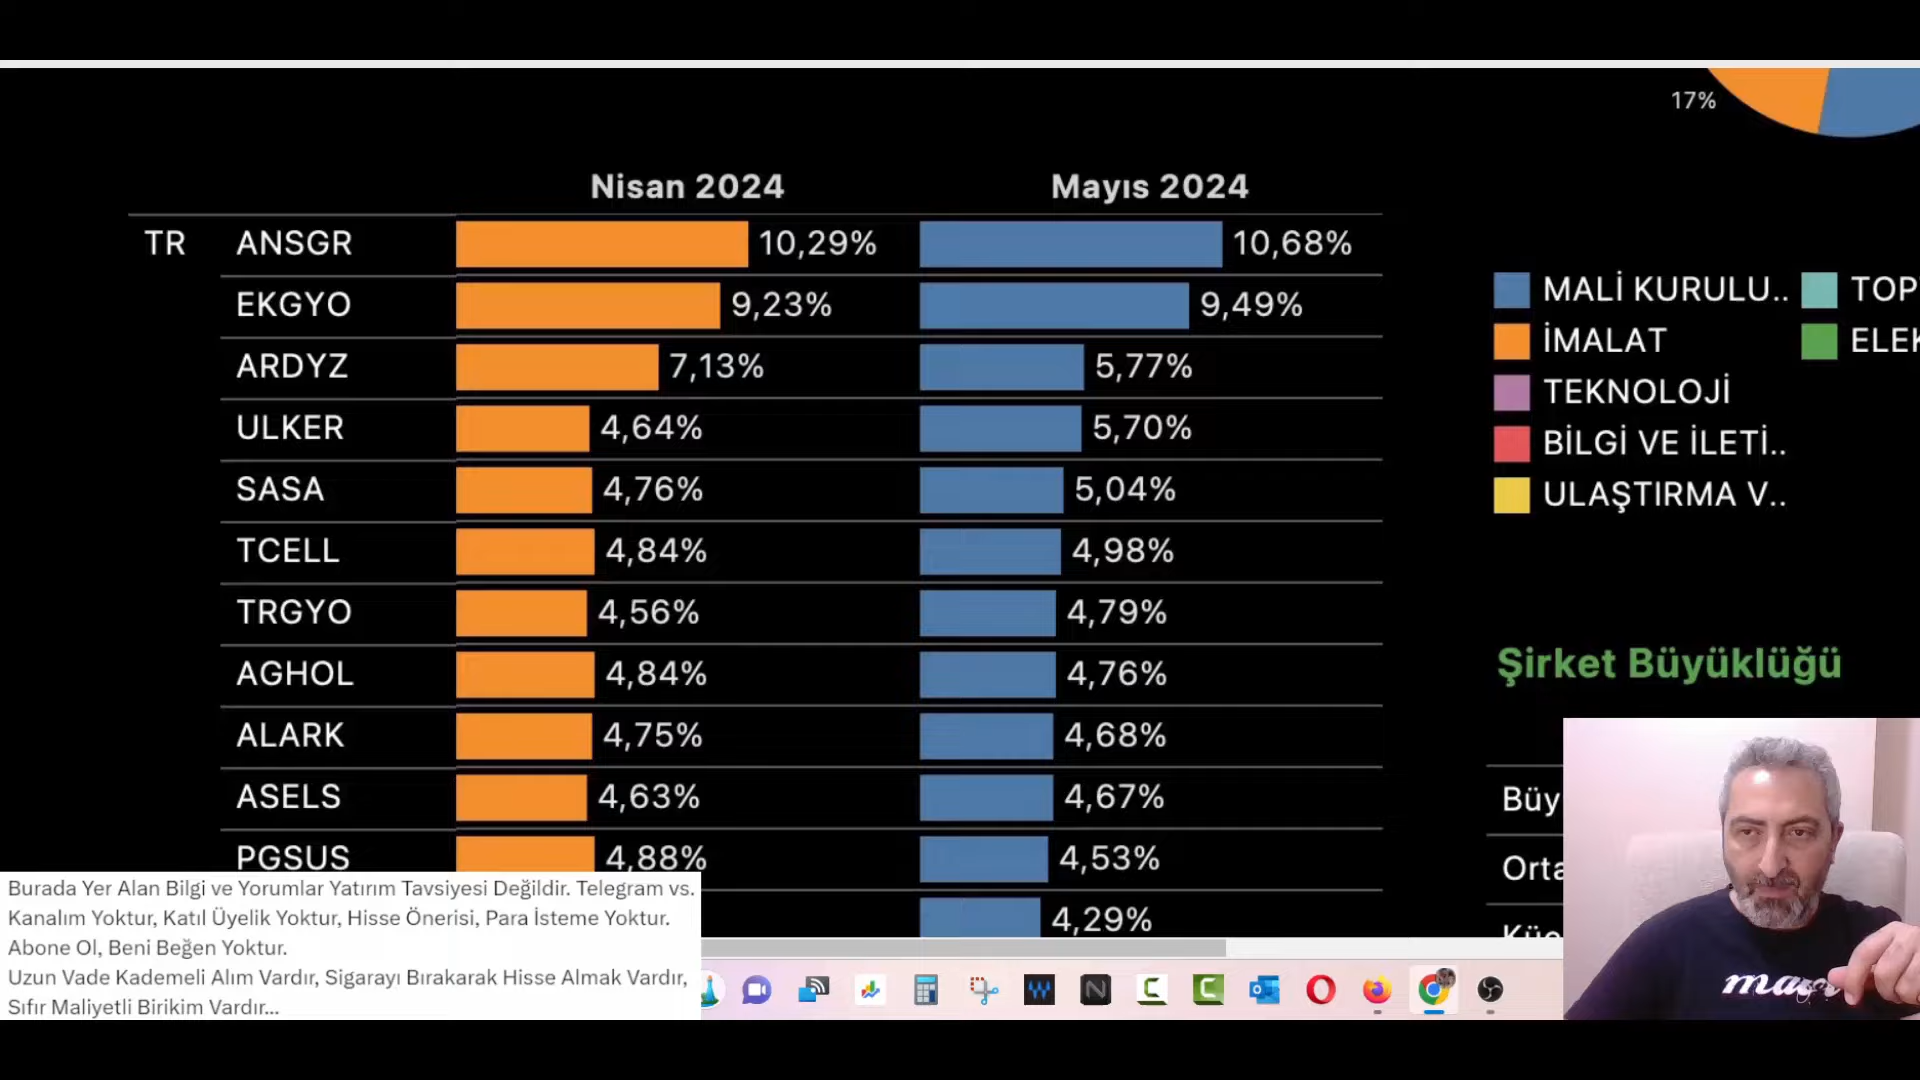 17%
Nisan 2024 Mayıs 2024
TR ANSGR 10,29% 10,68%
EKGYO 9,23% 9,49%
ARDYZ 7,13% 5,77%
ULKER 4,64% 5,70%
SASA 4,76% 5,04%
TCELL 4,84% 4,98%
TRGYO 4,56% 4,79%
AGHOL 4,84% 4,76%
ALARK 4,75% 4,68%
ASELS 4,63% 4,67%
PGSUS 4,88% 4,53%
4,29%
MALİ KURULU.. TOP
İMALAT ELEK
TEKNOLOJİ
BİLGİ VE İLETİ..
ULAŞTIRMA V..
Şirket Büyüklüğü
Büy
Orta
Burada Yer Alan Bilgi ve Yorumlar Yatırım Tavsiyesi Değildir. Telegram vs.
Kanalım Yoktur, Katıl Üyelik Yoktur, Hisse Önerisi, Para İsteme Yoktur.
Abone Ol, Beni Beğen Yoktur.
Uzun Vade Kademeli Alım Vardır, Sigarayı Bırakarak Hisse Almak Vardır,
Sıfır Maliyetli Birikim Vardır...